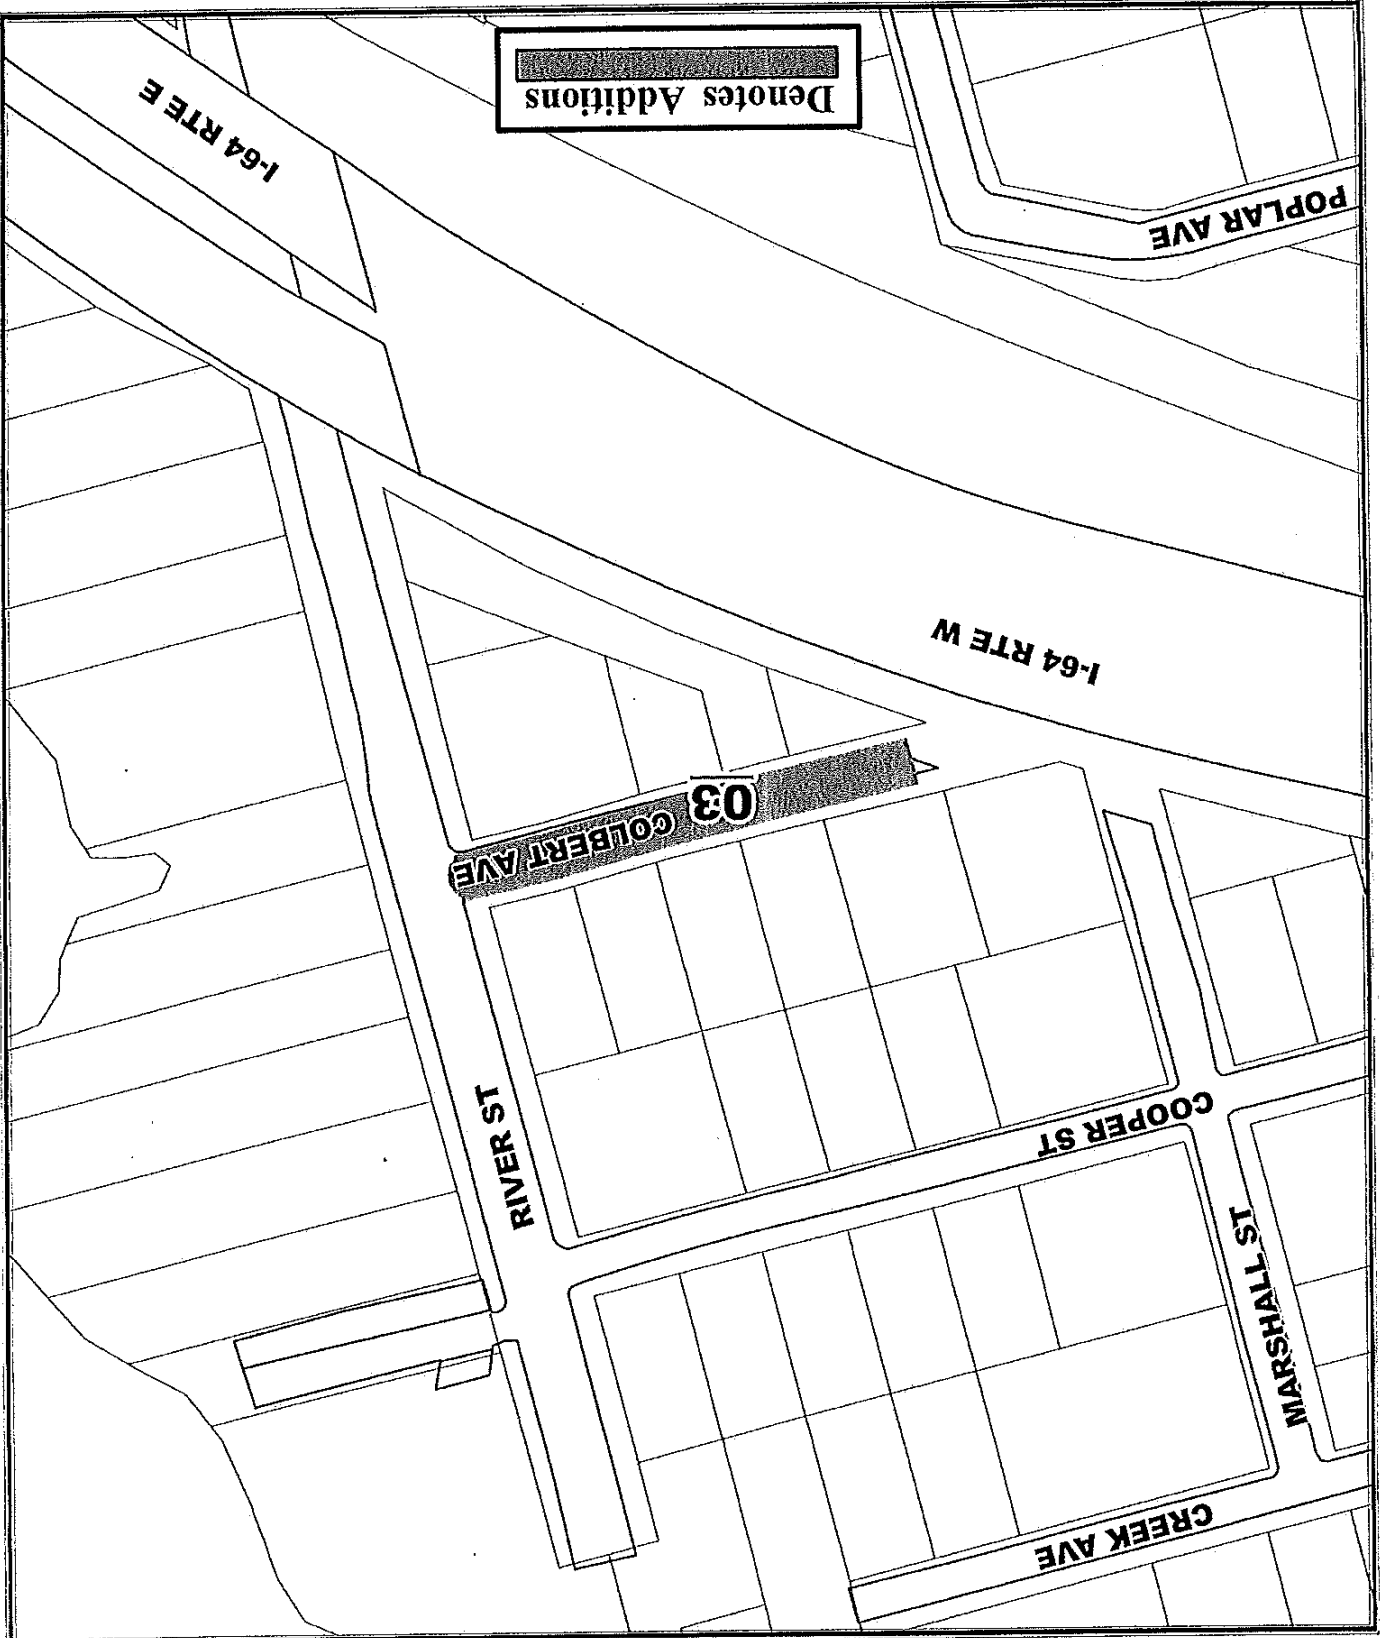 CREEK AVE
MARSHALL ST
COOPER ST
RIVER ST
COLBERT AVE
03
I-64 RTE W
POPLAR AVE
I-64 RTE E
Denotes Additions